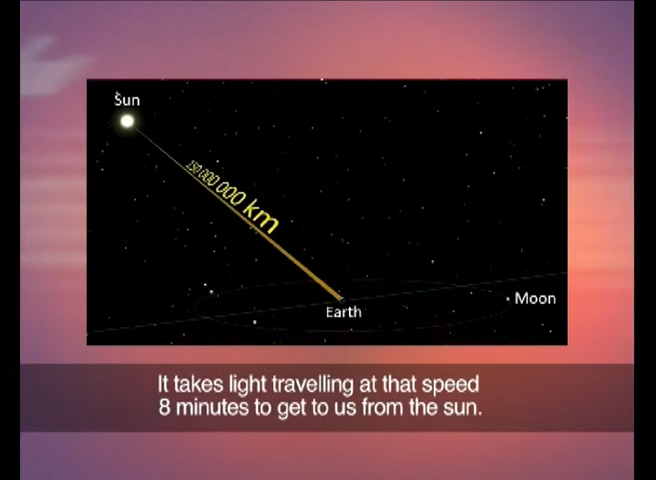 Sun
150 000 000 km
Earth
Moon
It takes light travelling at that speed
8 minutes to get to us from the sun.